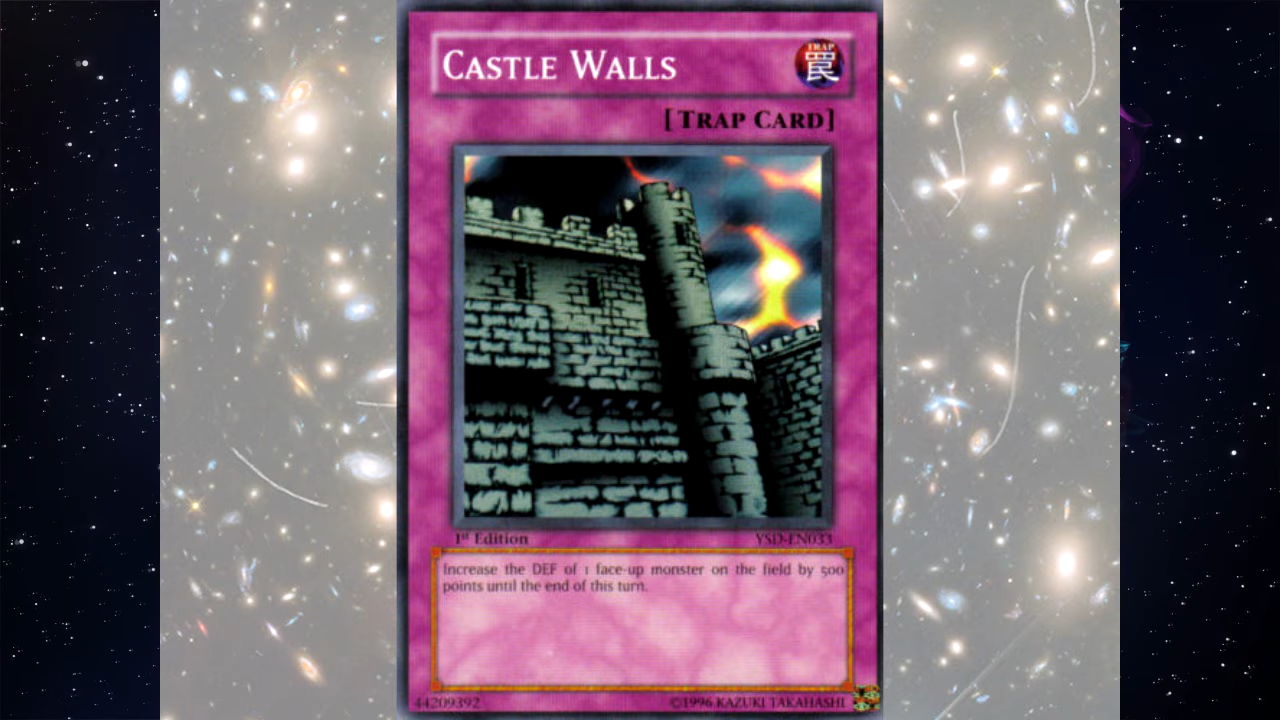 CASTLE WALLS
TRAP
罠
[TRAP CARD]
1st Edition
YSD-EN033
Increase the DEF of 1 face-up monster on the field by 500
points until the end of this turn.
44209392
©1996 KAZUKI TAKAHASHI